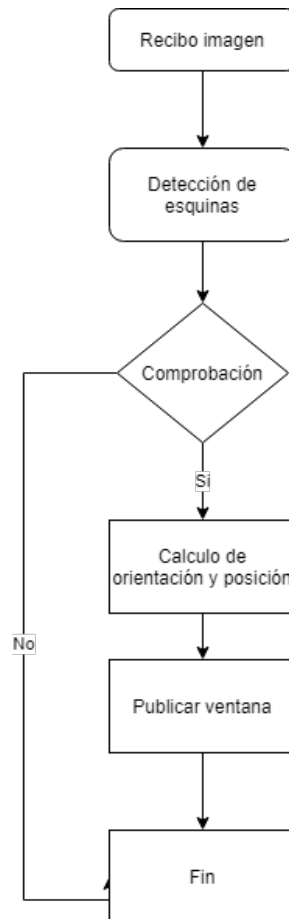 Recibo imagen
Detección de
esquinas
Comprobación
Si
Calculo de
orientación y posición
No
Publicar ventana
Fin